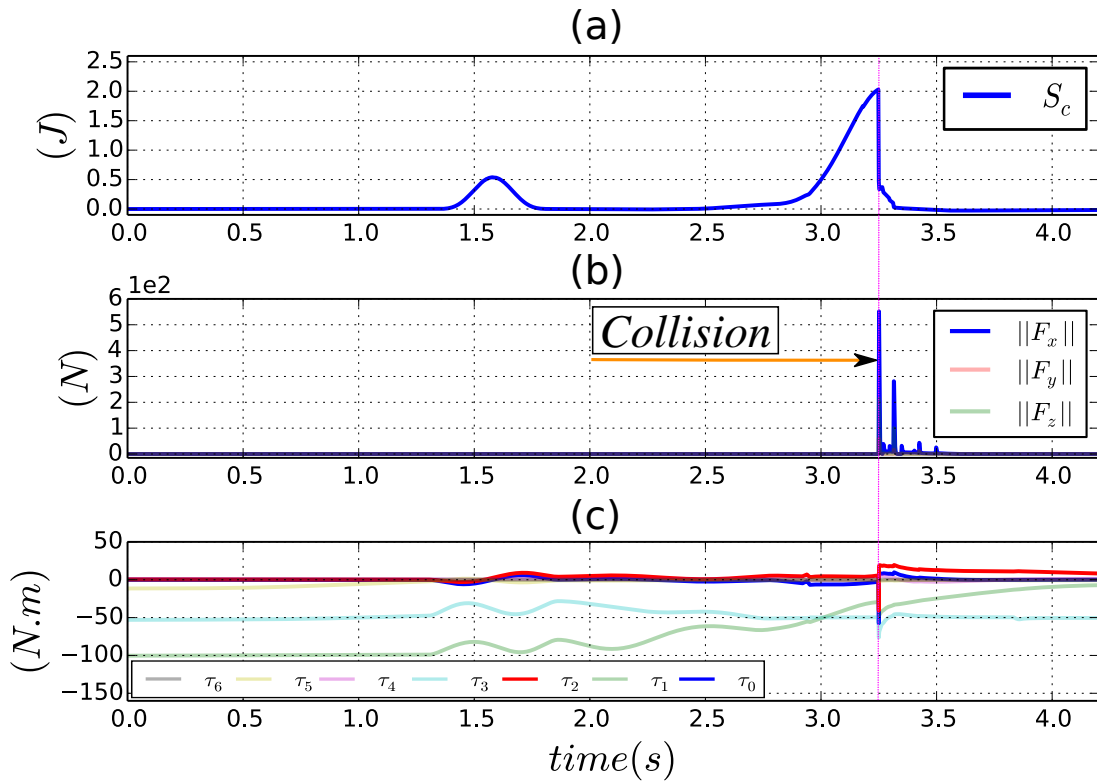 (a)
2.5
2.0
1.5
1.0
0.5
0.0
(J)
S_c
0.0 0.5 1.0 1.5 2.0 2.5 3.0 3.5 4.0
(b)
1e2
6
5
4
3
2
1
0
(N)
Collision
||F_x||
||F_y||
||F_z||
0.0 0.5 1.0 1.5 2.0 2.5 3.0 3.5 4.0
(c)
50
0
−50
−100
−150
(N.m)
τ_6 τ_5 τ_4 τ_3 τ_2 τ_1 τ_0
0.0 0.5 1.0 1.5 2.0 2.5 3.0 3.5 4.0
time(s)